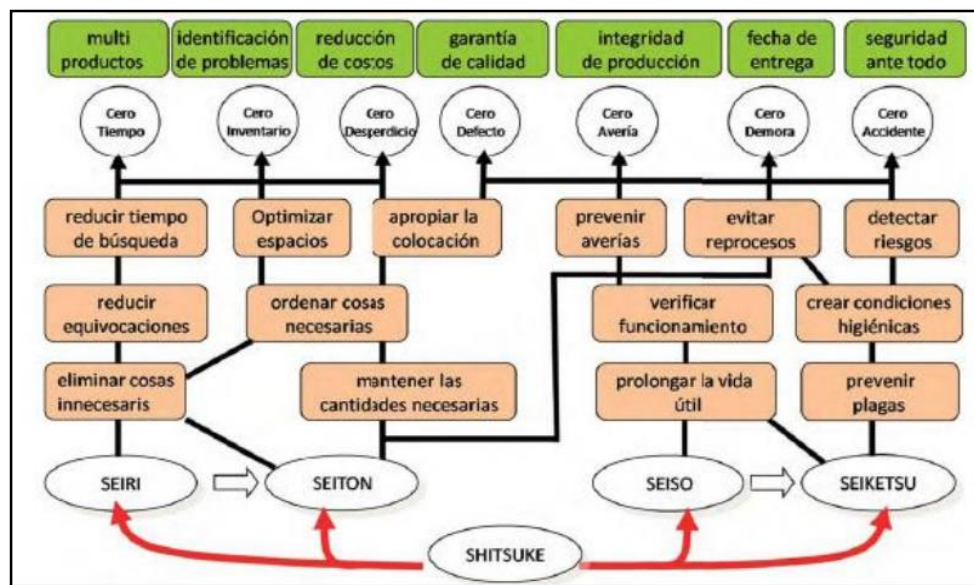 multi
productos
identificación
de problemas
reducción
de costos
garantía
de calidad
integridad
de producción
fecha de
entrega
seguridad
ante todo
Cero
Tiempo
Cero
Inventario
Cero
Desperdicio
Cero
Defecto
Cero
Avería
Cero
Demora
Cero
Accidente
reducir tiempo
de búsqueda
Optimizar
espacios
apropiar la
colocación
prevenir
averías
evitar
reprocesos
detectar
riesgos
reducir
equivocaciones
ordenar cosas
necesarias
verificar
funcionamiento
crear condiciones
higiénicas
eliminar cosas
innecesaris
mantener las
cantidades necesarias
prolongar la vida
útil
prevenir
plagas
SEIRI
SEITON
SEISO
SEIKETSU
SHITSUKE